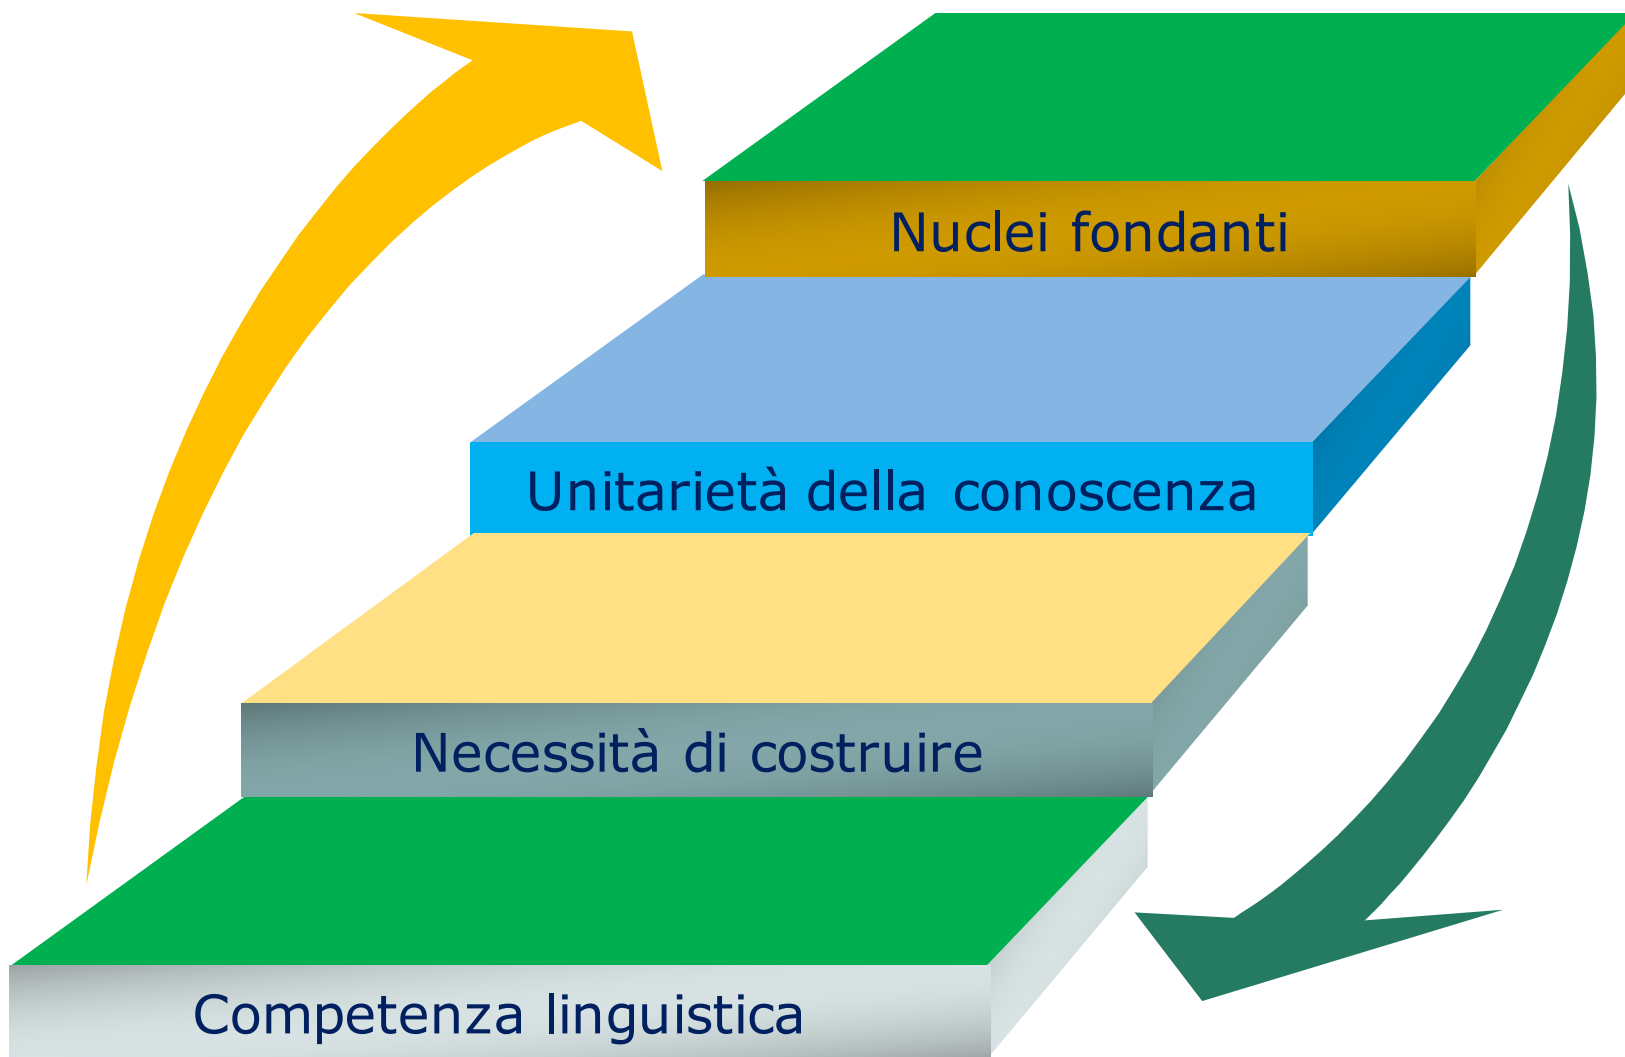 Nuclei fondanti
Unitarietà della conoscenza
Necessità di costruire
Competenza linguistica